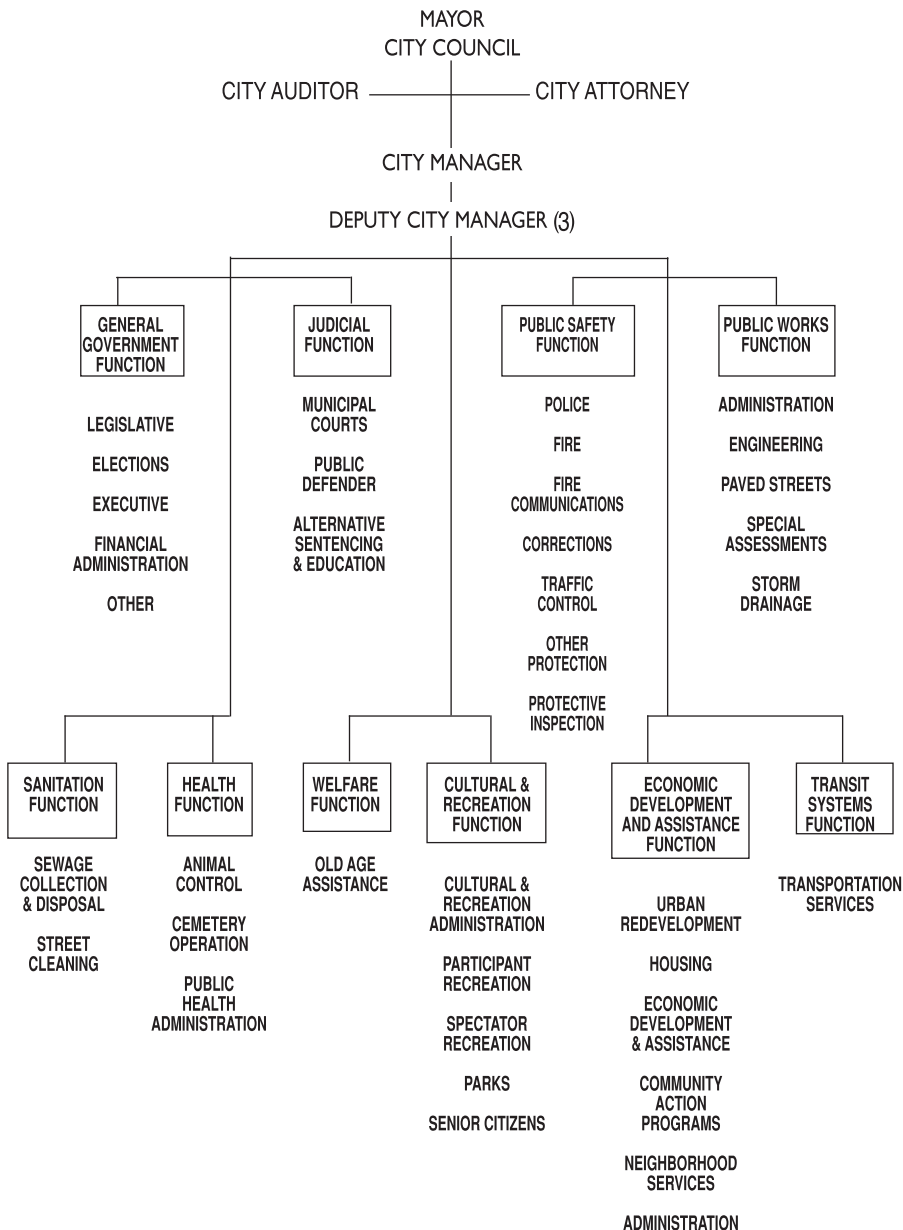 MAYOR
CITY COUNCIL
CITY AUDITOR
CITY ATTORNEY
CITY MANAGER
DEPUTY CITY MANAGER (3)
GENERAL
GOVERNMENT
FUNCTION
LEGISLATIVE
ELECTIONS
EXECUTIVE
FINANCIAL
ADMINISTRATION
OTHER
JUDICIAL
FUNCTION
MUNICIPAL
COURTS
PUBLIC
DEFENDER
ALTERNATIVE
SENTENCING
& EDUCATION
PUBLIC SAFETY
FUNCTION
POLICE
FIRE
FIRE
COMMUNICATIONS
CORRECTIONS
TRAFFIC
CONTROL
OTHER
PROTECTION
PROTECTIVE
INSPECTION
PUBLIC WORKS
FUNCTION
ADMINISTRATION
ENGINEERING
PAVED STREETS
SPECIAL
ASSESSMENTS
STORM
DRAINAGE
SANITATION
FUNCTION
SEWAGE
COLLECTION
& DISPOSAL
STREET
CLEANING
HEALTH
FUNCTION
ANIMAL
CONTROL
CEMETERY
OPERATION
PUBLIC
HEALTH
ADMINISTRATION
WELFARE
FUNCTION
OLD AGE
ASSISTANCE
CULTURAL &
RECREATION
FUNCTION
CULTURAL &
RECREATION
ADMINISTRATION
PARTICIPANT
RECREATION
SPECTATOR
RECREATION
PARKS
SENIOR CITIZENS
ECONOMIC
DEVELOPMENT
AND ASSISTANCE
FUNCTION
URBAN
REDEVELOPMENT
HOUSING
ECONOMIC
DEVELOPMENT
& ASSISTANCE
COMMUNITY
ACTION
PROGRAMS
NEIGHBORHOOD
SERVICES
ADMINISTRATION
TRANSIT
SYSTEMS
FUNCTION
TRANSPORTATION
SERVICES